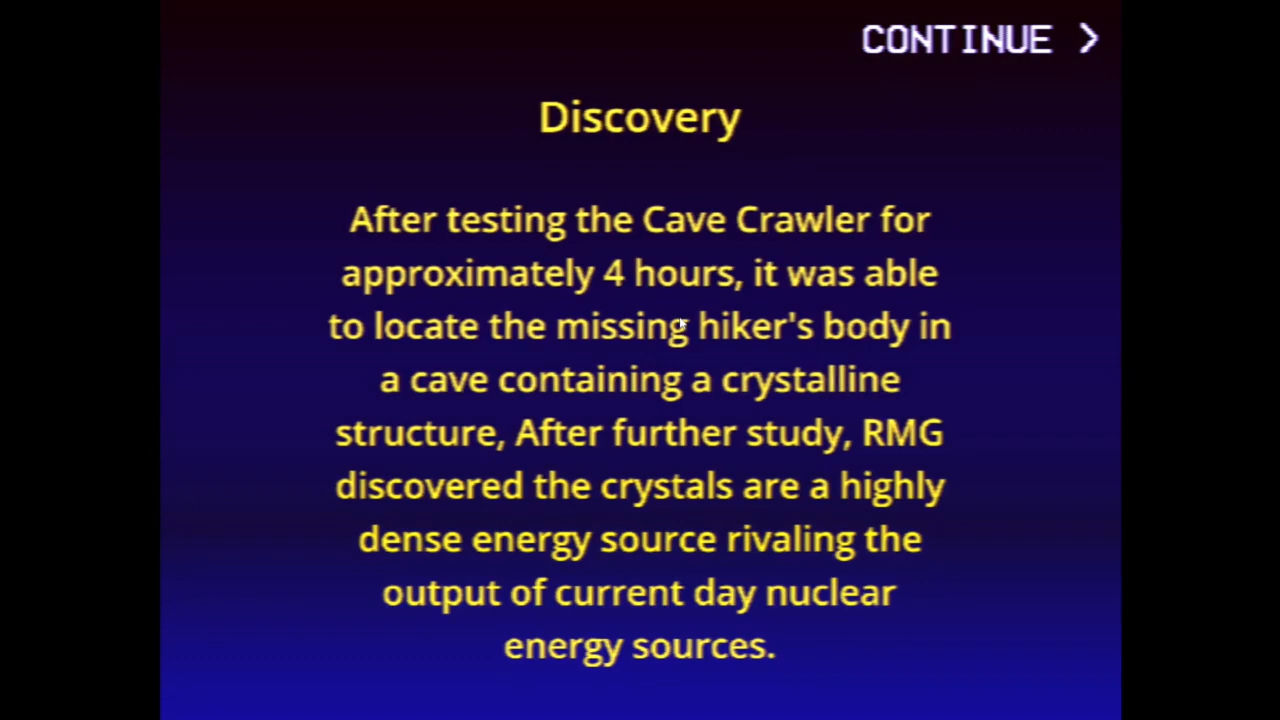 CONTINUE >
Discovery
After testing the Cave Crawler for
approximately 4 hours, it was able
to locate the missing hiker's body in
a cave containing a crystalline
structure, After further study, RMG
discovered the crystals are a highly
dense energy source rivaling the
output of current day nuclear
energy sources.